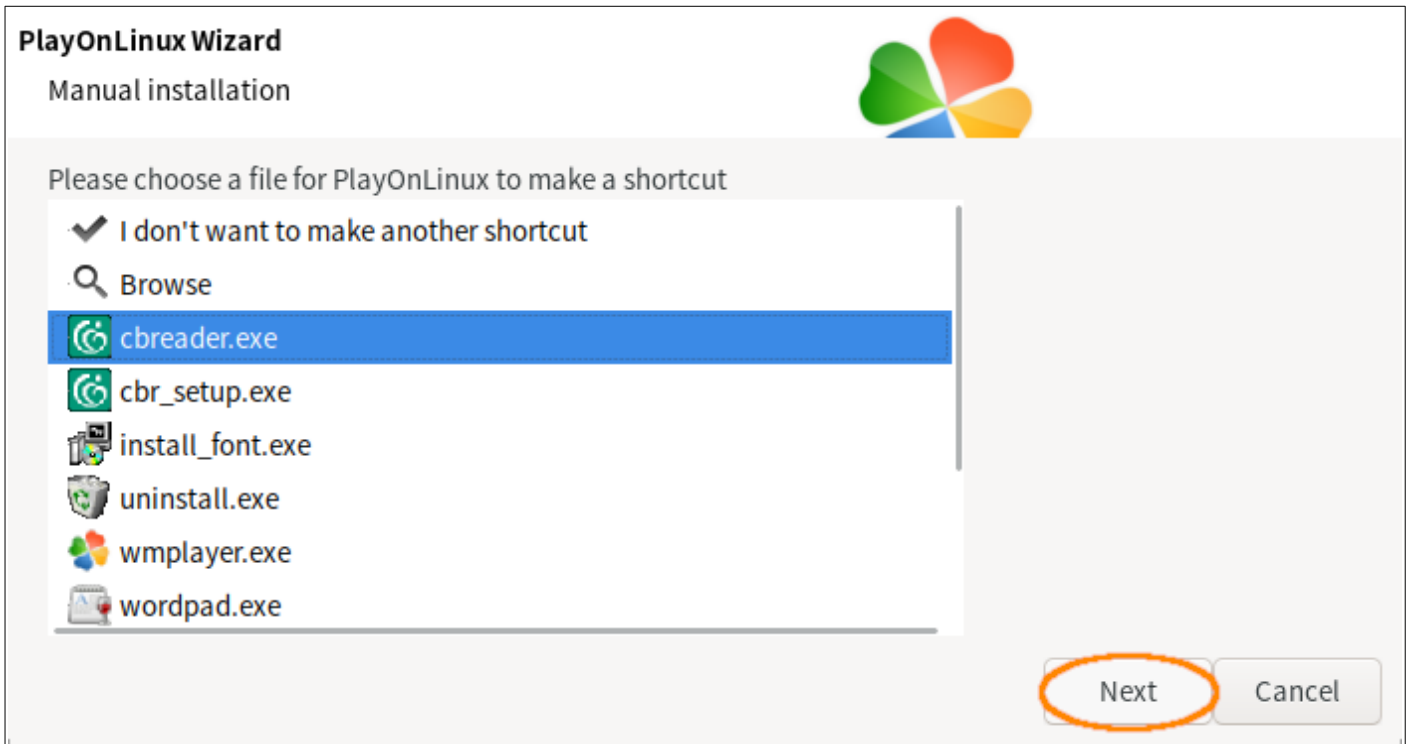 PlayOnLinux Wizard
Manual installation
Please choose a file for PlayOnLinux to make a shortcut
I don't want to make another shortcut
Browse
cbreader.exe
cbr_setup.exe
install_font.exe
uninstall.exe
wmplayer.exe
wordpad.exe
Next Cancel